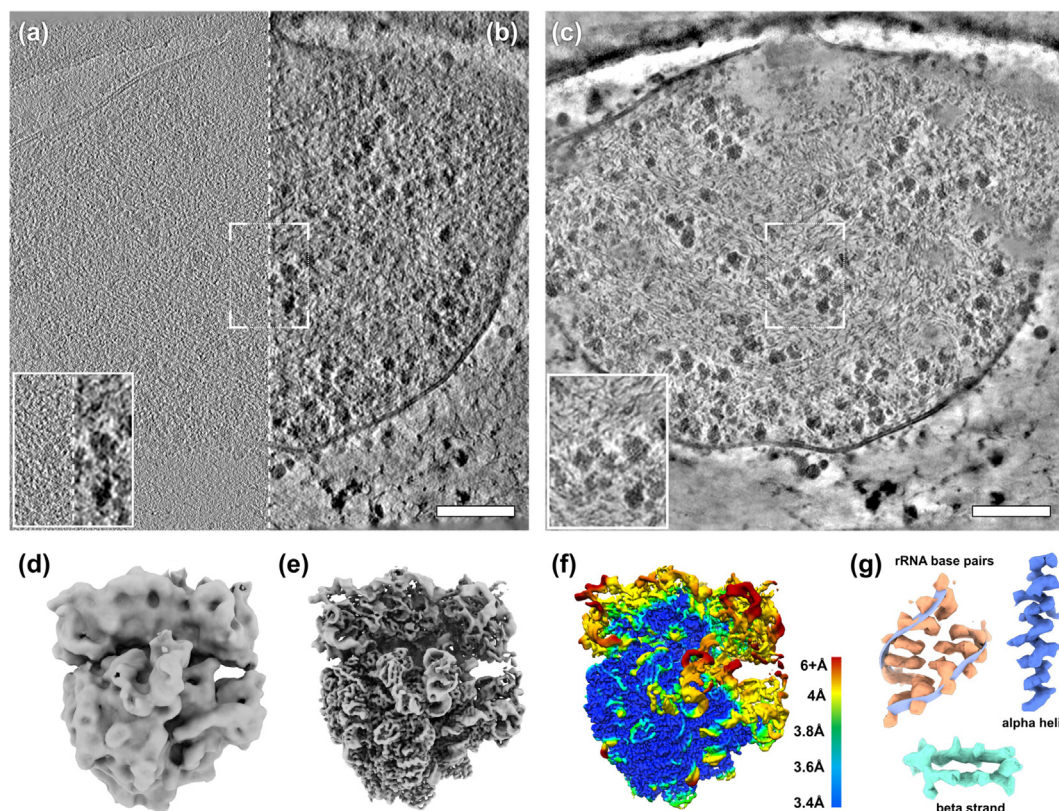 (a)
(b)
(c)
(d)
(e)
(f)
(g)
rRNA base pairs
6+Å
4Å
3.8Å
3.6Å
3.4Å
alpha heli
beta strand